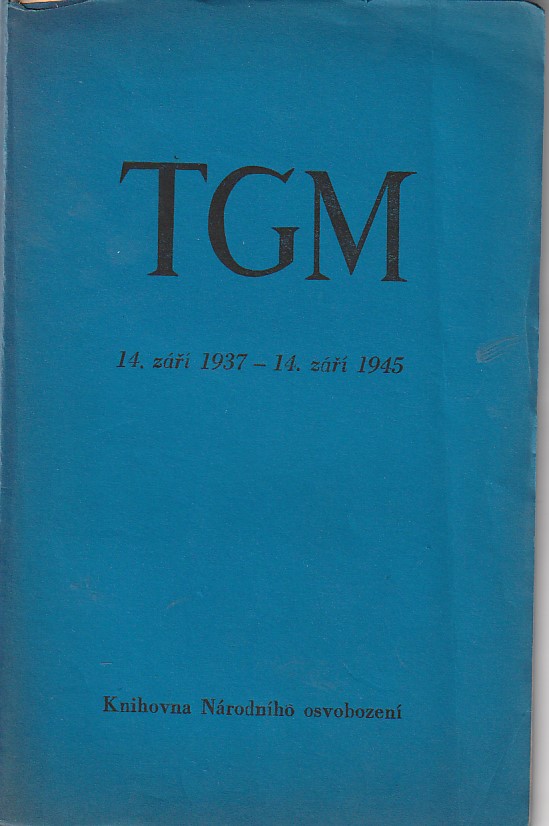 TGM
14. září 1937 – 14. září 1945
Knihovna Národního osvobození